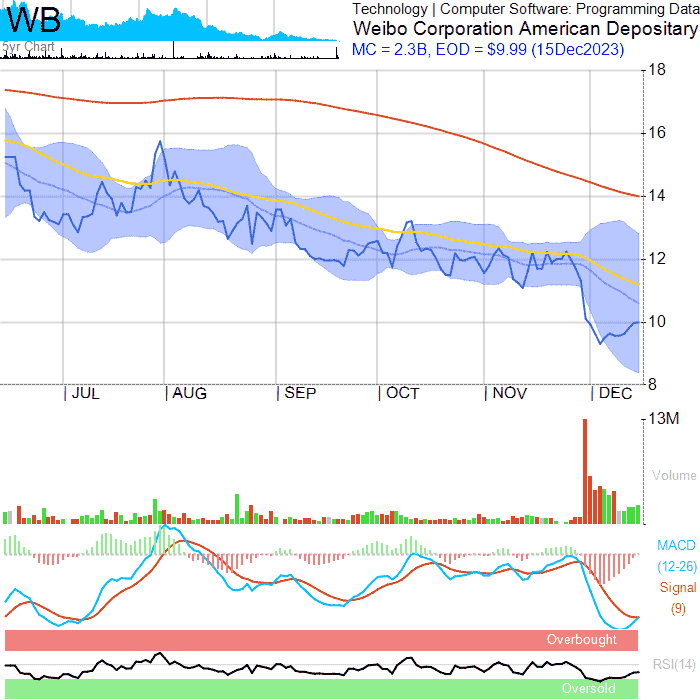 WB
5yr Chart
Technology | Computer Software: Programming Data
Weibo Corporation American Depositary
MC = 2.3B, EOD = $9.99 (15Dec2023)
18
16
14
12
10
8
JUL
AUG
SEP
OCT
NOV
DEC
13M
Volume
MACD
(12-26)
Signal
(9)
Overbought
RSI(14)
Oversold